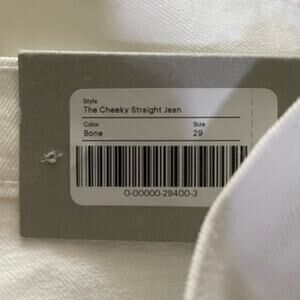 Style
The Cheeky Straight Jean
Color Size
Bone 29
0-00000-29400-3